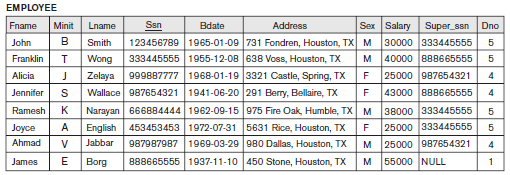 EMPLOYEE
Fname Minit Lname Ssn Bdate Address Sex Salary Super_ssn Dno
John B Smith 123456789 1965-01-09 731 Fondren, Houston, TX M 30000 333445555 5
Franklin T Wong 333445555 1955-12-08 638 Voss, Houston, TX M 40000 888665555 5
Alicia J Zelaya 999887777 1968-01-19 3321 Castle, Spring, TX F 25000 987654321 4
Jennifer S Wallace 987654321 1941-06-20 291 Berry, Bellaire, TX F 43000 888665555 4
Ramesh K Narayan 666884444 1962-09-15 975 Fire Oak, Humble, TX M 38000 333445555 5
Joyce A English 453453453 1972-07-31 5631 Rice, Houston, TX F 25000 333445555 5
Ahmad V Jabbar 987987987 1969-03-29 980 Dallas, Houston, TX M 25000 987654321 4
James E Borg 888665555 1937-11-10 450 Stone, Houston, TX M 55000 NULL 1